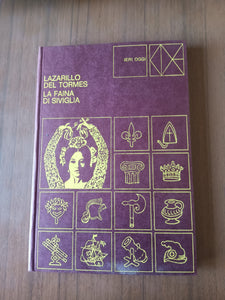 IERI, OGGI
LAZARILLO
DEL TORMES
LA FAINA
DI SIVIGLIA